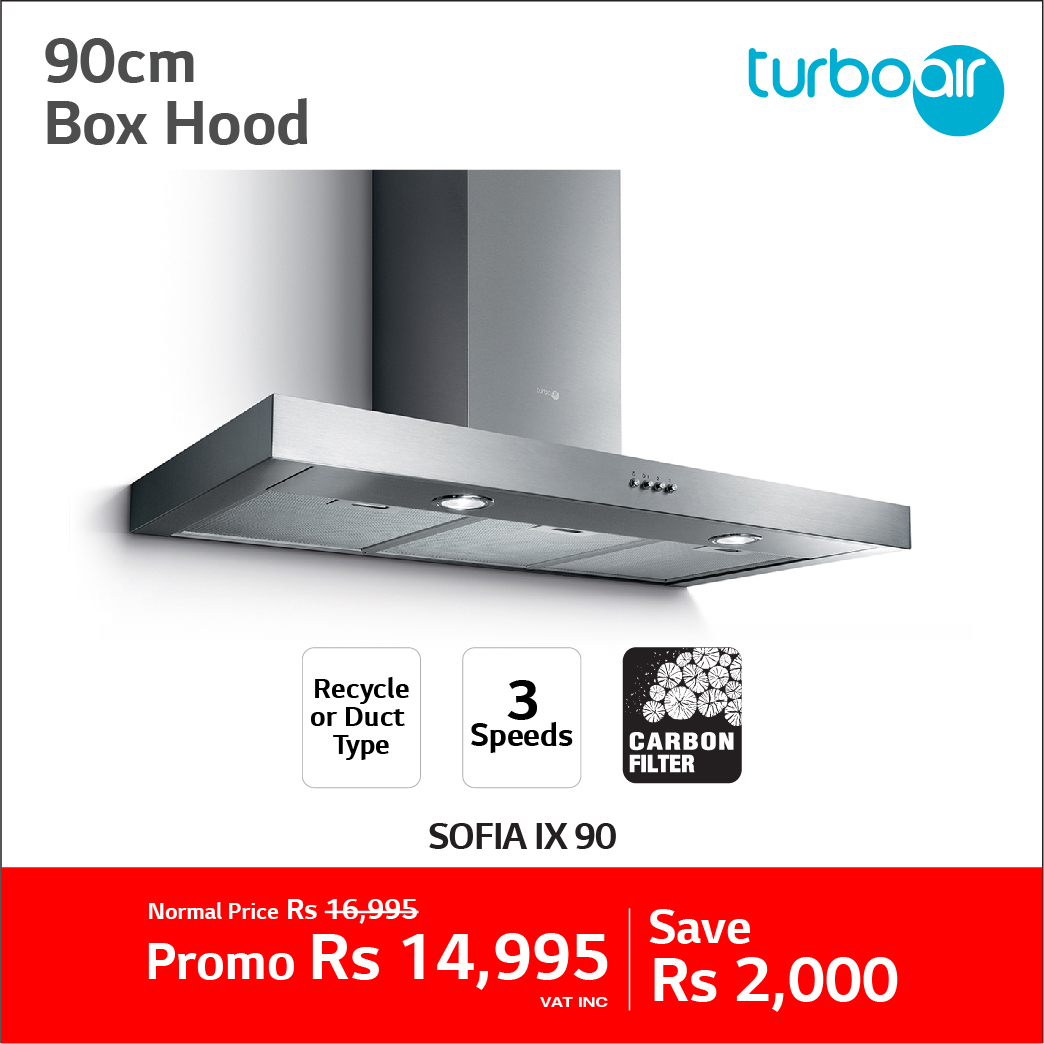 90cm
Box Hood
turboair
turboair
Recycle
or Duct
Type
3
Speeds
CARBON
FILTER
SOFIA IX 90
Normal Price Rs 16,995
Promo Rs 14,995
VAT INC
Save
Rs 2,000